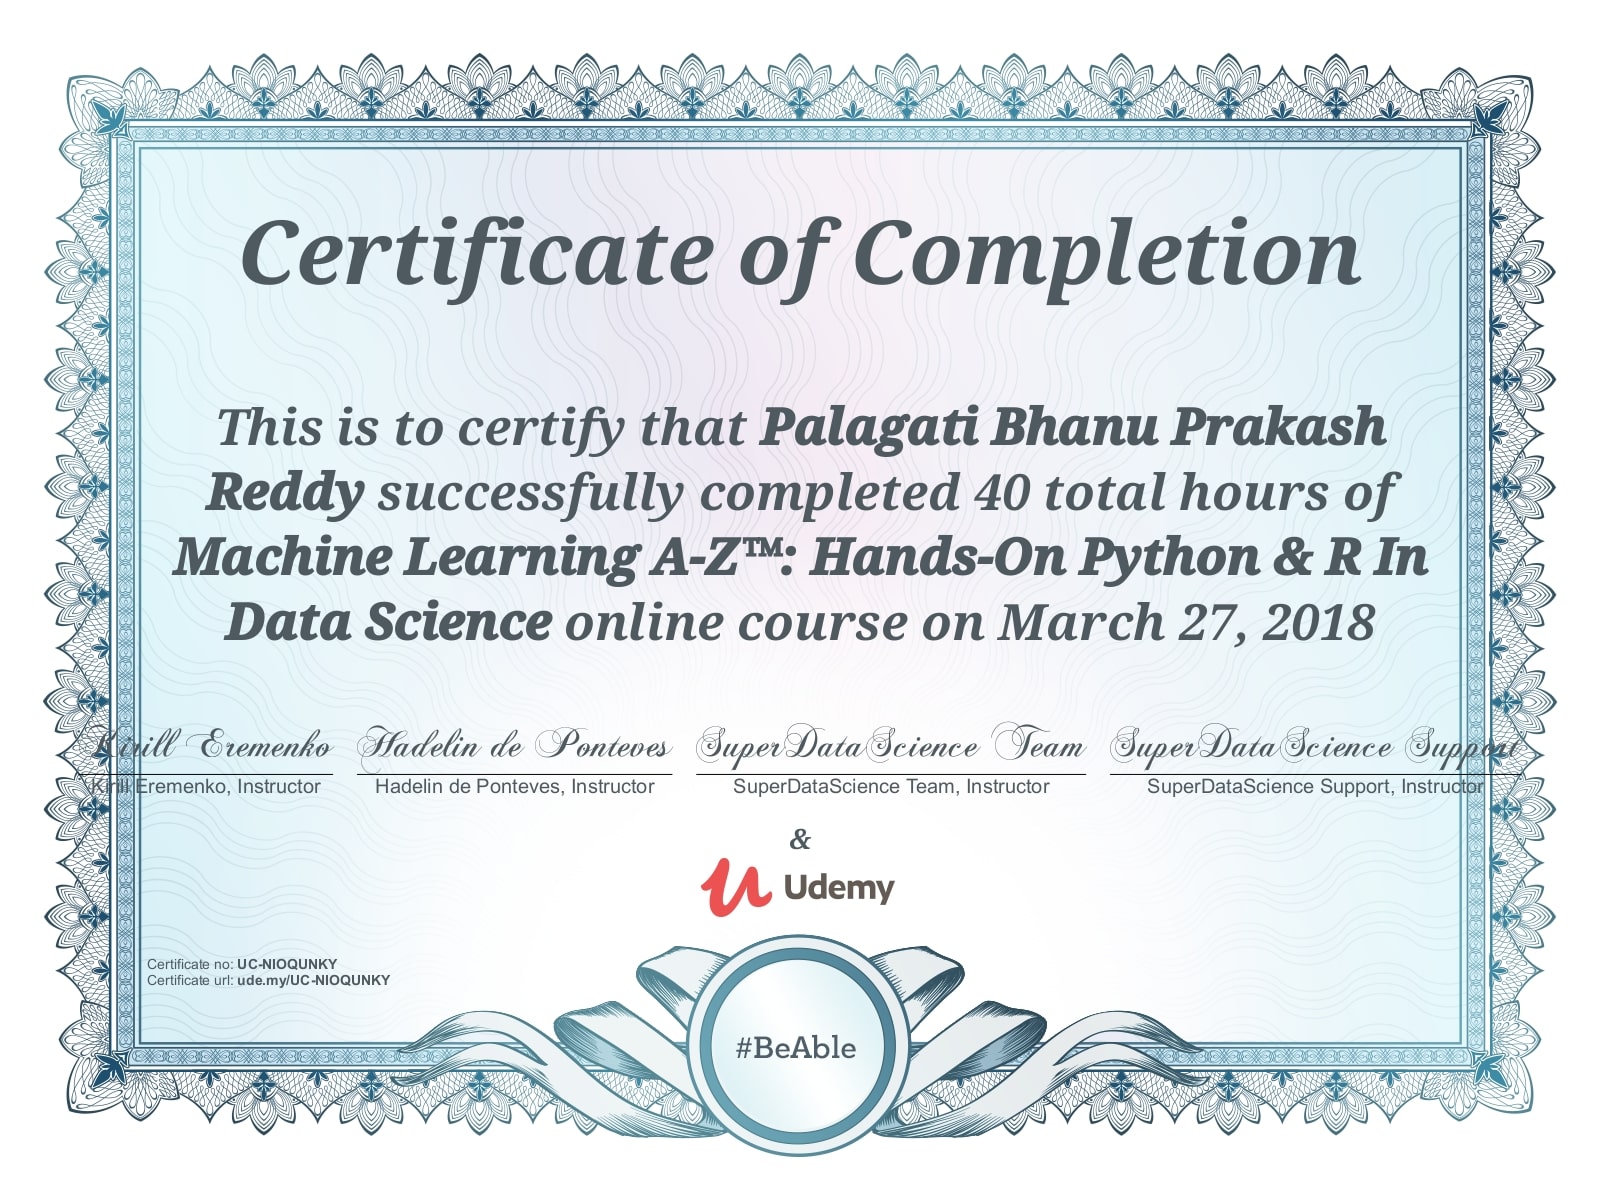 Certificate of Completion
This is to certify that Palagati Bhanu Prakash
Reddy successfully completed 40 total hours of
Machine Learning A-Z™: Hands-On Python & R In
Data Science online course on March 27, 2018
Kirill Eremenko Hadelin de Ponteves SuperDataScience Team SuperDataScience Support
Kirill Eremenko, Instructor Hadelin de Ponteves, Instructor SuperDataScience Team, Instructor SuperDataScience Support, Instructor
&
Udemy
Certificate no: UC-NIOQUNKY
Certificate url: ude.my/UC-NIOQUNKY
#BeAble